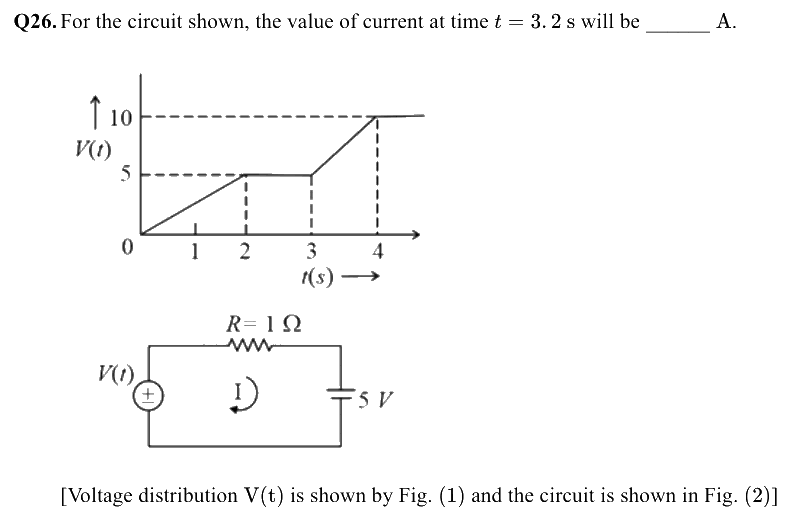 Q26. For the circuit shown, the value of current at time t = 3. 2 s will be ______ A.
10
V(t)
5
0 1 2 3 4
t(s)
R= 1 Ω
V(t)
+
I
5 V
[Voltage distribution V(t) is shown by Fig. (1) and the circuit is shown in Fig. (2)]